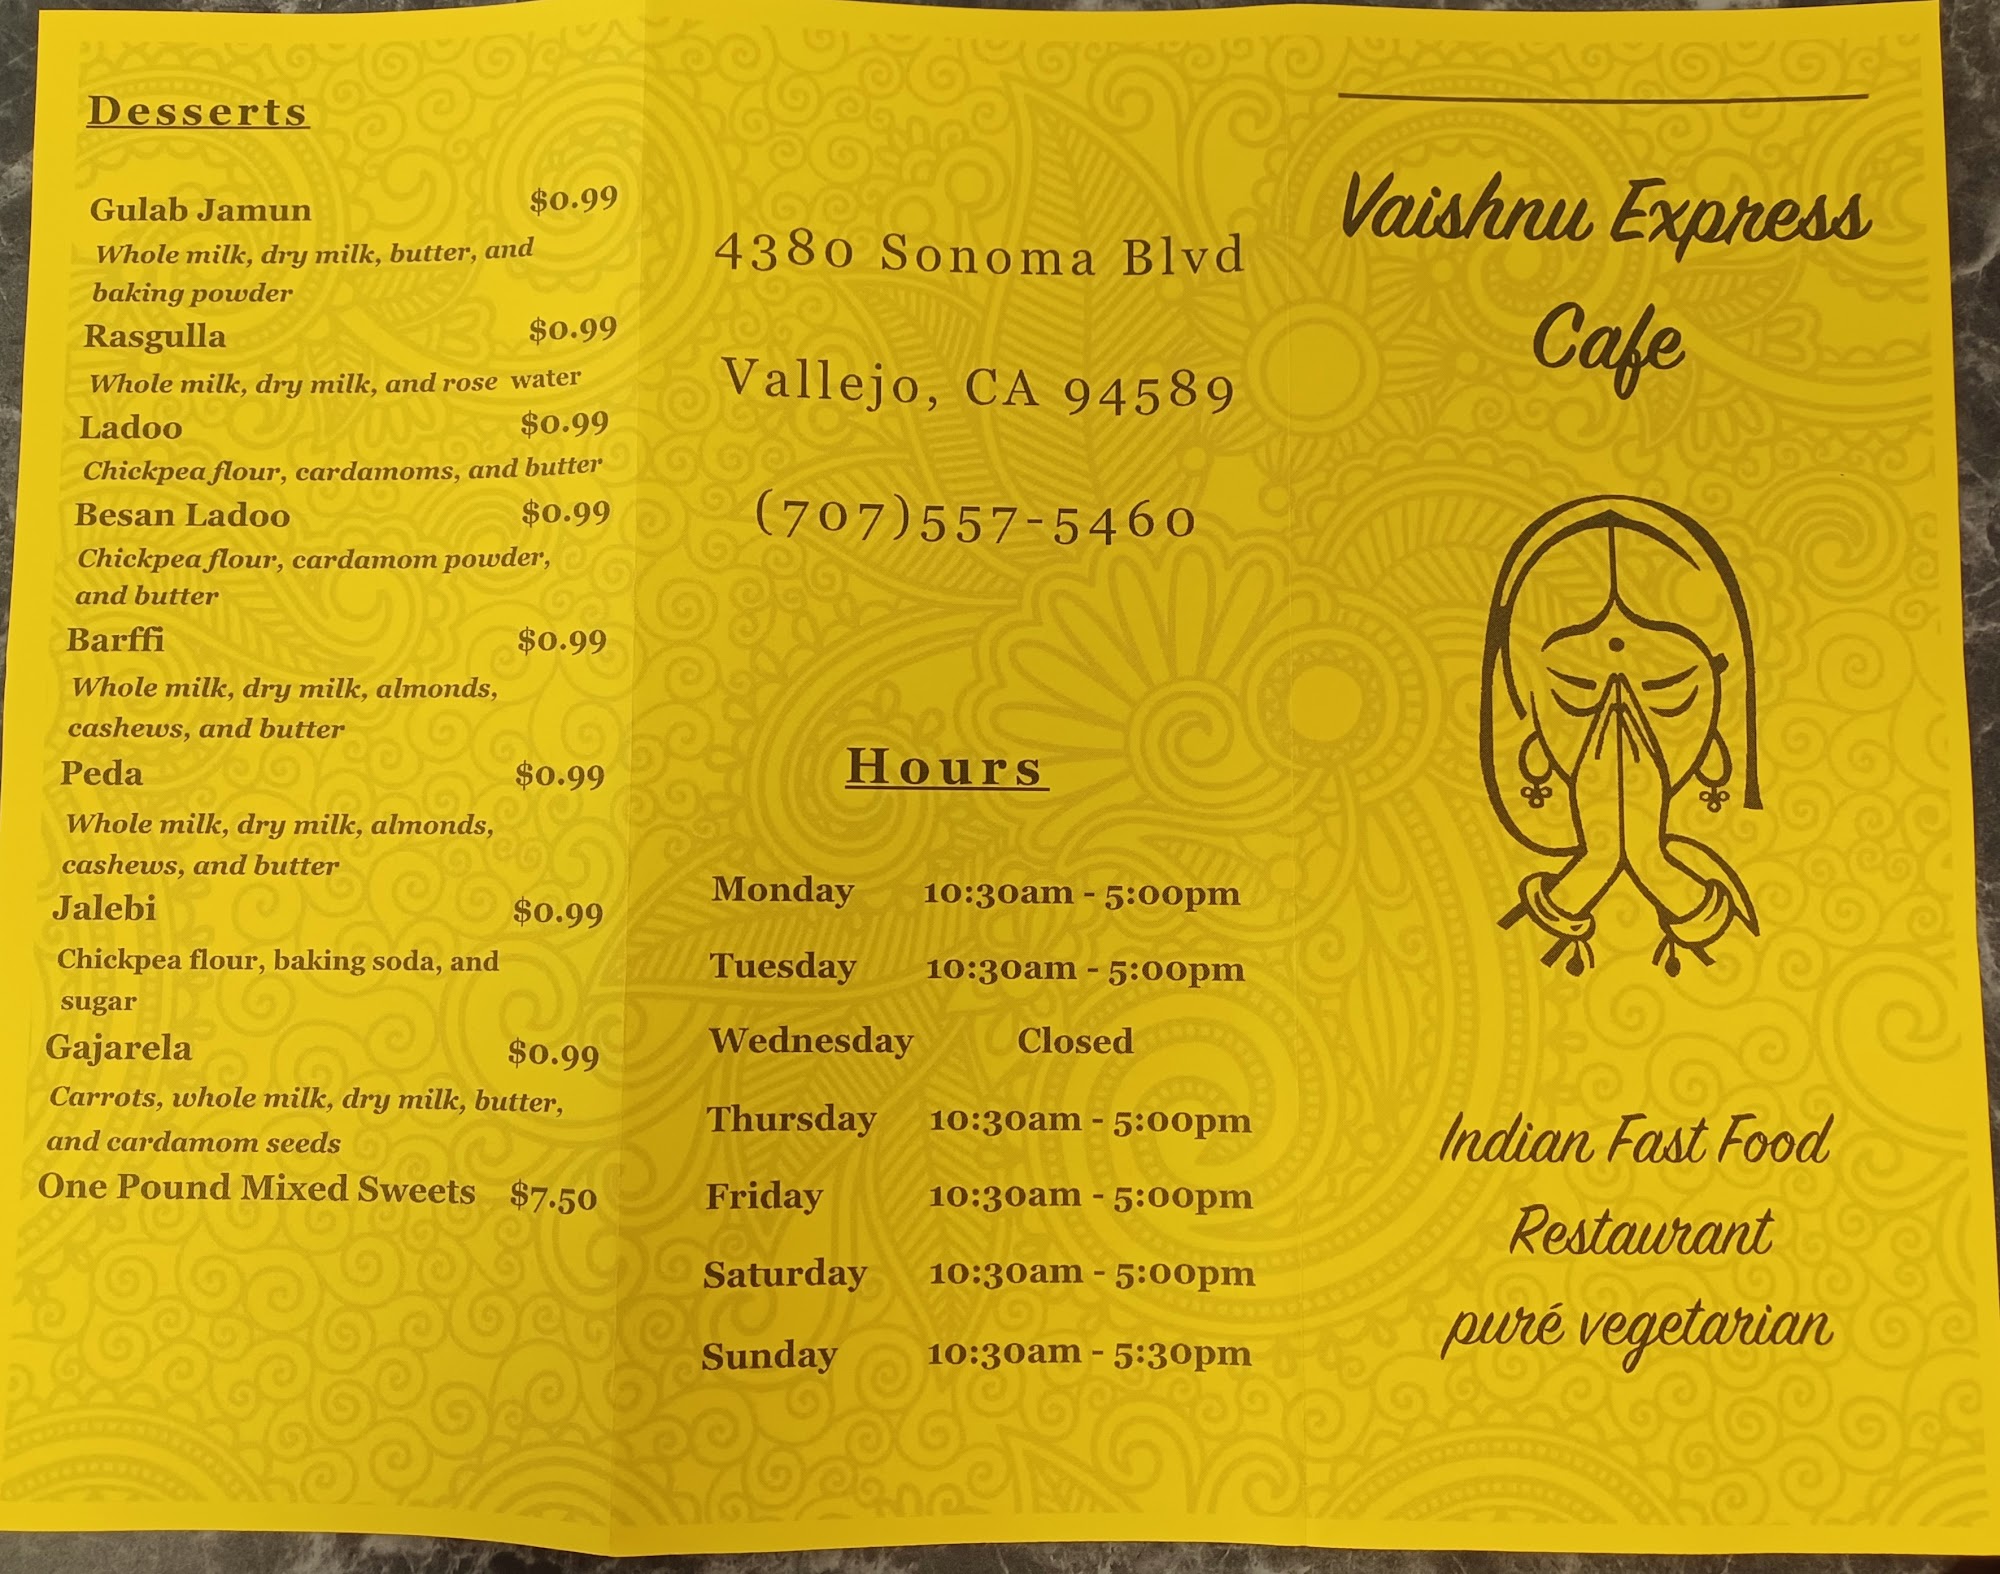 Desserts
Gulab Jamun $0.99
Whole milk, dry milk, butter, and
baking powder
Rasgulla $0.99
Whole milk, dry milk, and rose water
Ladoo $0.99
Chickpea flour, cardamoms, and butter
Besan Ladoo $0.99
Chickpea flour, cardamom powder,
and butter
Barffi $0.99
Whole milk, dry milk, almonds,
cashews, and butter
Peda $0.99
Whole milk, dry milk, almonds,
cashews, and butter
Jalebi $0.99
Chickpea flour, baking soda, and
sugar
Gajarela $0.99
Carrots, whole milk, dry milk, butter,
and cardamom seeds
One Pound Mixed Sweets $7.50
4380 Sonoma Blvd
Vallejo, CA 94589
(707)557-5460
Hours
Monday 10:30am - 5:00pm
Tuesday 10:30am - 5:00pm
Wednesday Closed
Thursday 10:30am - 5:00pm
Friday 10:30am - 5:00pm
Saturday 10:30am - 5:00pm
Sunday 10:30am - 5:30pm
Vaishnu Express
Cafe
Indian Fast Food
Restaurant
puré vegetarian